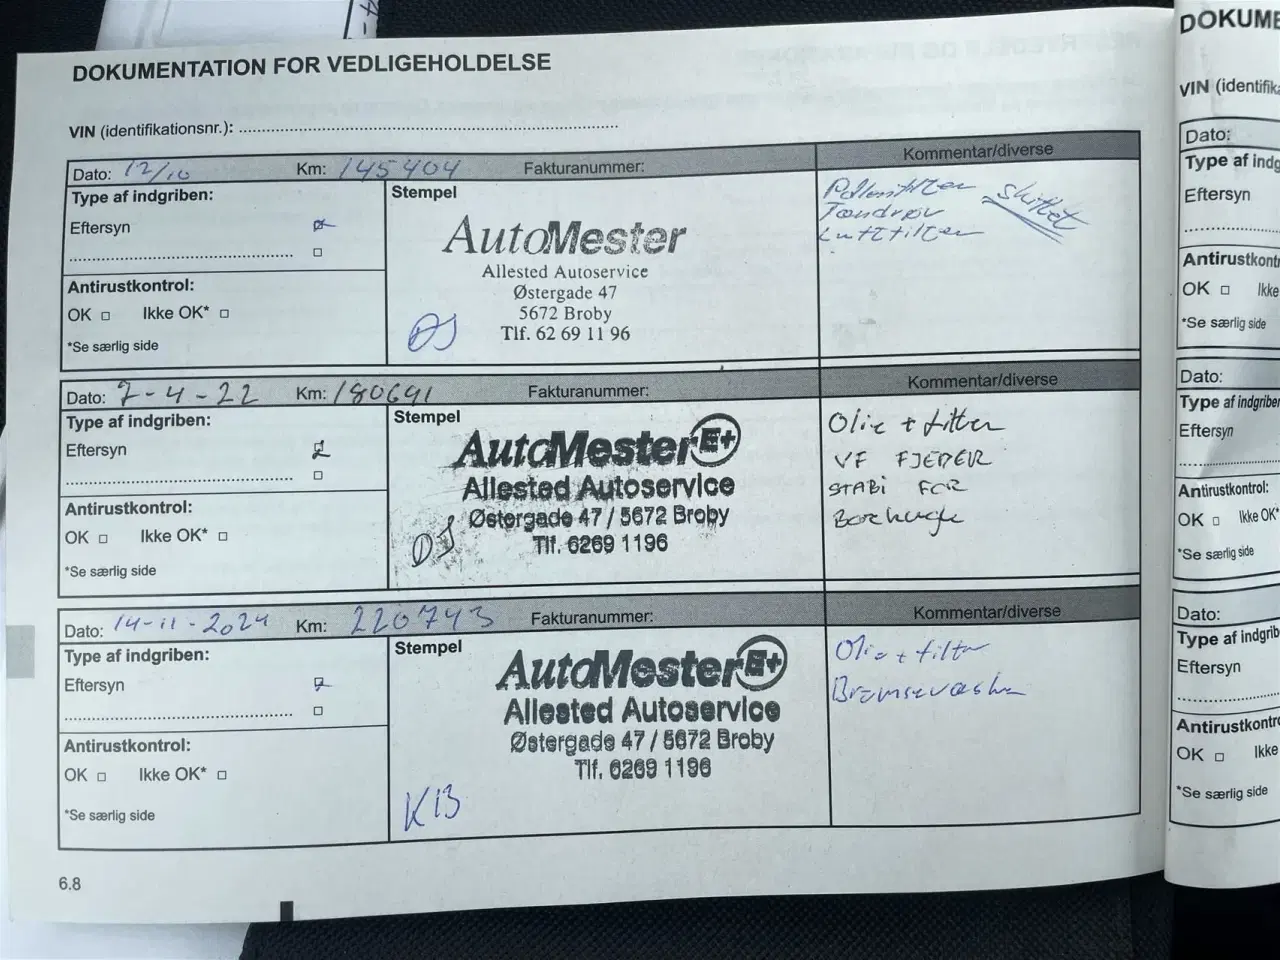 DOKUMENTATION FOR VEDLIGEHOLDELSE
VIN (identifikationsnr.):
Dato: 12/10 Km: 145404 Fakturanummer: Kommentar/diverse
Type af indgriben:
Eftersyn
Antirustkontrol:
OK Ikke OK*
*Se særlig side
Stempel
AutoMester
Allested Autoservice
Østergade 47
5672 Broby
Tlf. 62 69 11 96
DJ
Pollenfilter skiftet
Tændrør
Luftfilter
Dato: 7-4-22 Km: 180691 Fakturanummer: Kommentar/diverse
Type af indgriben:
Eftersyn
Antirustkontrol:
OK Ikke OK*
*Se særlig side
Stempel
AutoMester E+
Allested Autoservice
Østergade 47 / 5672 Broby
Tlf. 6269 1196
DJ
Olie + filter
VF FJEDER
STABI FOR
Dato: 14-11-2024 Km: 220743 Fakturanummer: Kommentar/diverse
Type af indgriben:
Eftersyn
Antirustkontrol:
OK Ikke OK*
*Se særlig side
Stempel
AutoMester E+
Allested Autoservice
Østergade 47 / 5672 Broby
Tlf. 6269 1196
KB
Olie + filter
Bremsevæske
6.8
DOKUME
VIN (identifika
Dato:
Type af indg
Eftersyn
Antirustkont
OK Ikke
*Se særlig side
Dato:
Type af indgriben
Eftersyn
Antirustkontrol:
OK Ikke OK*
*Se særlig side
Dato:
Type af indgrib
Eftersyn
Antirustkontro
OK Ikke
*Se særlig side